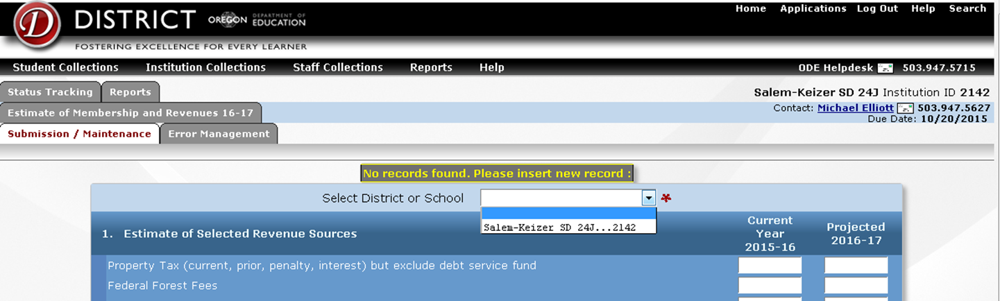 Home Applications Log Out Help Search
D DISTRICT OREGON DEPARTMENT OF EDUCATION
FOSTERING EXCELLENCE FOR EVERY LEARNER
Student Collections Institution Collections Staff Collections Reports Help ODE Helpdesk 503.947.5715
Status Tracking Reports Salem-Keizer SD 24J Institution ID 2142
Estimate of Membership and Revenues 16-17 Contact: Michael Elliott 503.947.5627
Due Date: 10/20/2015
Submission / Maintenance Error Management
No records found. Please insert new record :
Select District or School *
Salem-Keizer SD 24J...2142
1. Estimate of Selected Revenue Sources Current Year 2015-16 Projected 2016-17
Property Tax (current, prior, penalty, interest) but exclude debt service fund
Federal Forest Fees